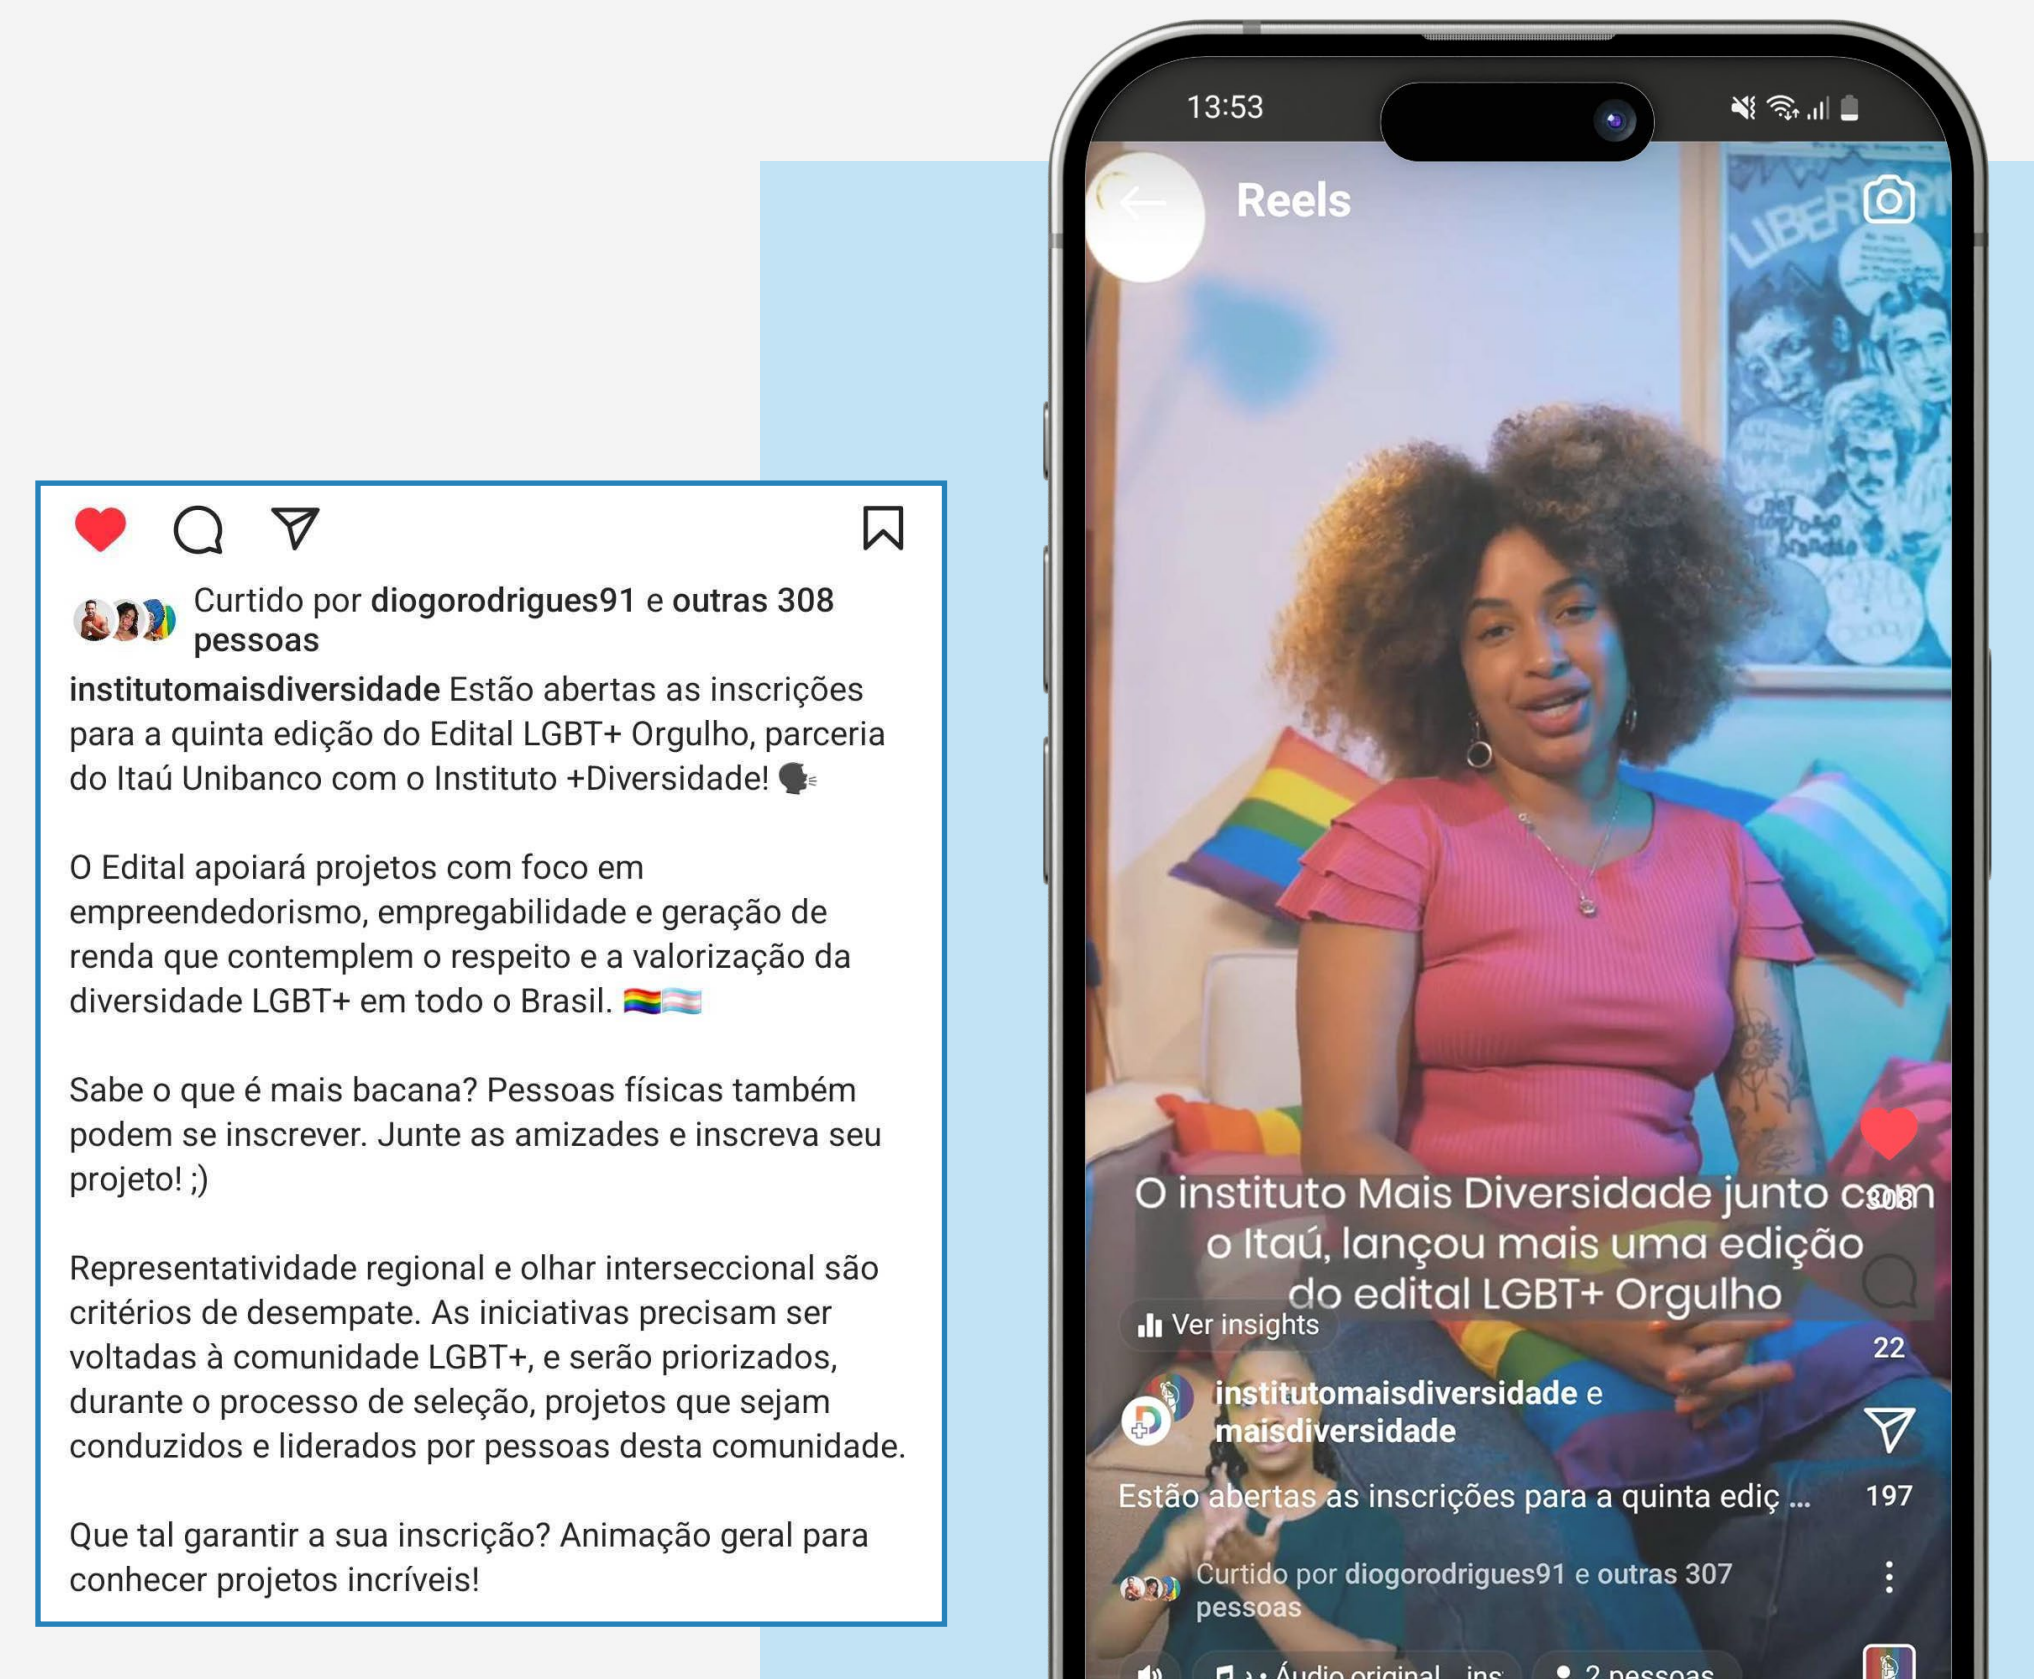 Curtido por diogorodrigues91 e outras 308
pessoas
institutomaisdiversidade Estão abertas as inscrições
para a quinta edição do Edital LGBT+ Orgulho, parceria
do Itaú Unibanco com o Instituto +Diversidade! 🗣️
O Edital apoiará projetos com foco em
empreendedorismo, empregabilidade e geração de
renda que contemplem o respeito e a valorização da
diversidade LGBT+ em todo o Brasil. 🏳️‍🌈🏳️‍⚧️
Sabe o que é mais bacana? Pessoas físicas também
podem se inscrever. Junte as amizades e inscreva seu
projeto! ;)
Representatividade regional e olhar interseccional são
critérios de desempate. As iniciativas precisam ser
voltadas à comunidade LGBT+, e serão priorizados,
durante o processo de seleção, projetos que sejam
conduzidos e liderados por pessoas desta comunidade.
Que tal garantir a sua inscrição? Animação geral para
conhecer projetos incríveis!
13:53
Reels
O instituto Mais Diversidade junto com
308
o Itaú, lançou mais uma edição
do edital LGBT+ Orgulho
Ver insights
22
institutomaisdiversidade e
maisdiversidade
Estão abertas as inscrições para a quinta ediç ...
197
Curtido por diogorodrigues91 e outras 307
pessoas
Áudio original
2 pessoas